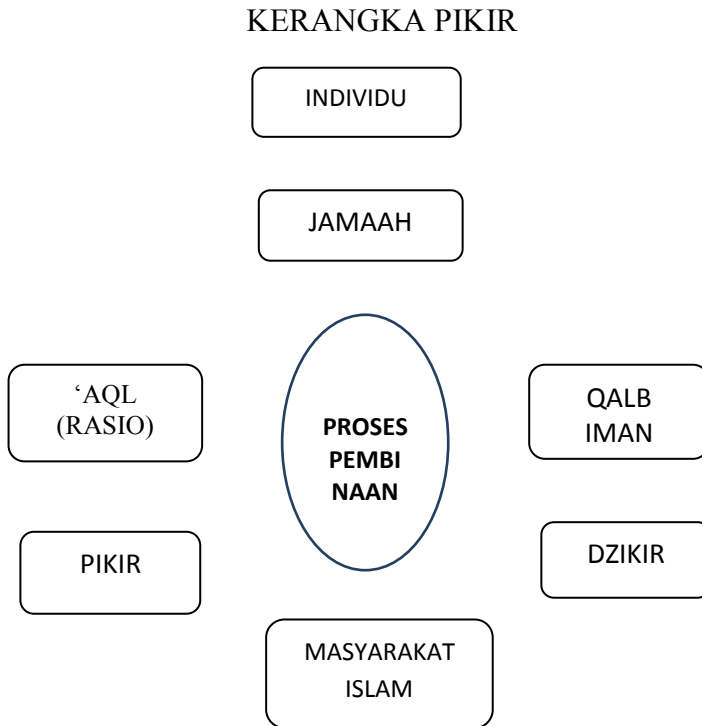 KERANGKA PIKIR
INDIVIDU
JAMAAH
‘AQL
(RASIO)
PROSES
PEMBI
NAAN
QALB
IMAN
PIKIR
DZIKIR
MASYARAKAT
ISLAM